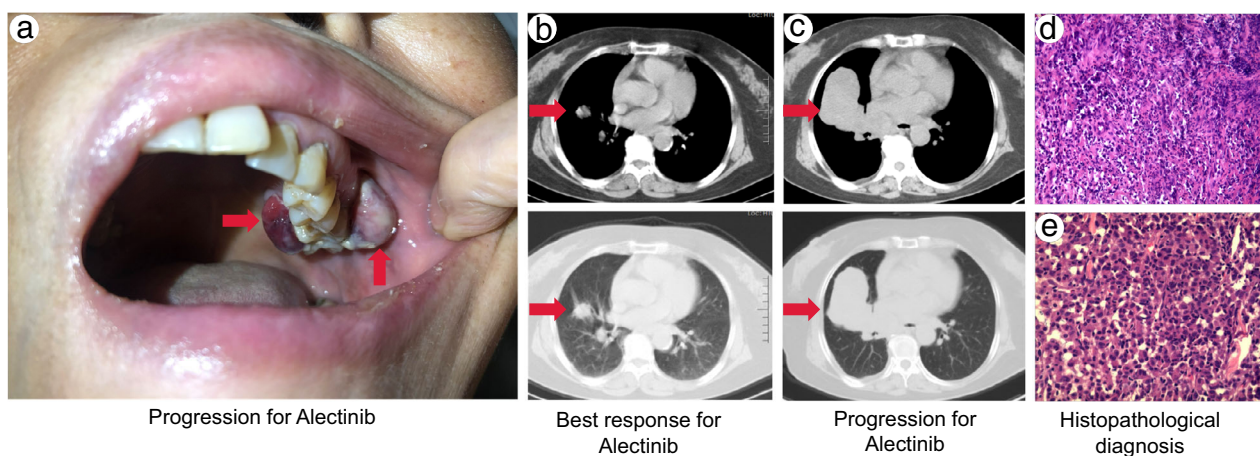 a
b
c
d
e
Progression for Alectinib
Best response for
Alectinib
Progression for
Alectinib
Histopathological
diagnosis